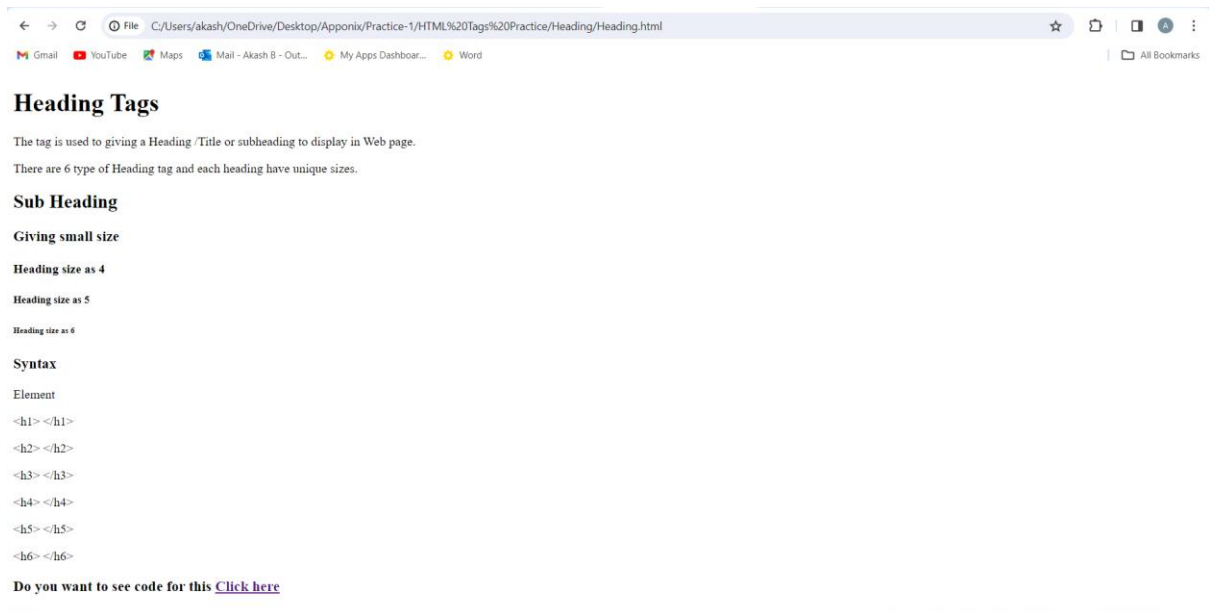 File C:/Users/akash/OneDrive/Desktop/Apponix/Practice-1/HTML%20Tags%20Practice/Heading/Heading.html A
Gmail YouTube Maps Mail - Akash B - Out... My Apps Dashboar... Word All Bookmarks
Heading Tags
The tag is used to giving a Heading /Title or subheading to display in Web page.
There are 6 type of Heading tag and each heading have unique sizes.
Sub Heading
Giving small size
Heading size as 4
Heading size as 5
Heading size as 6
Syntax
Element
<h1> </h1>
<h2> </h2>
<h3> </h3>
<h4> </h4>
<h5> </h5>
<h6> </h6>
Do you want to see code for this Click here